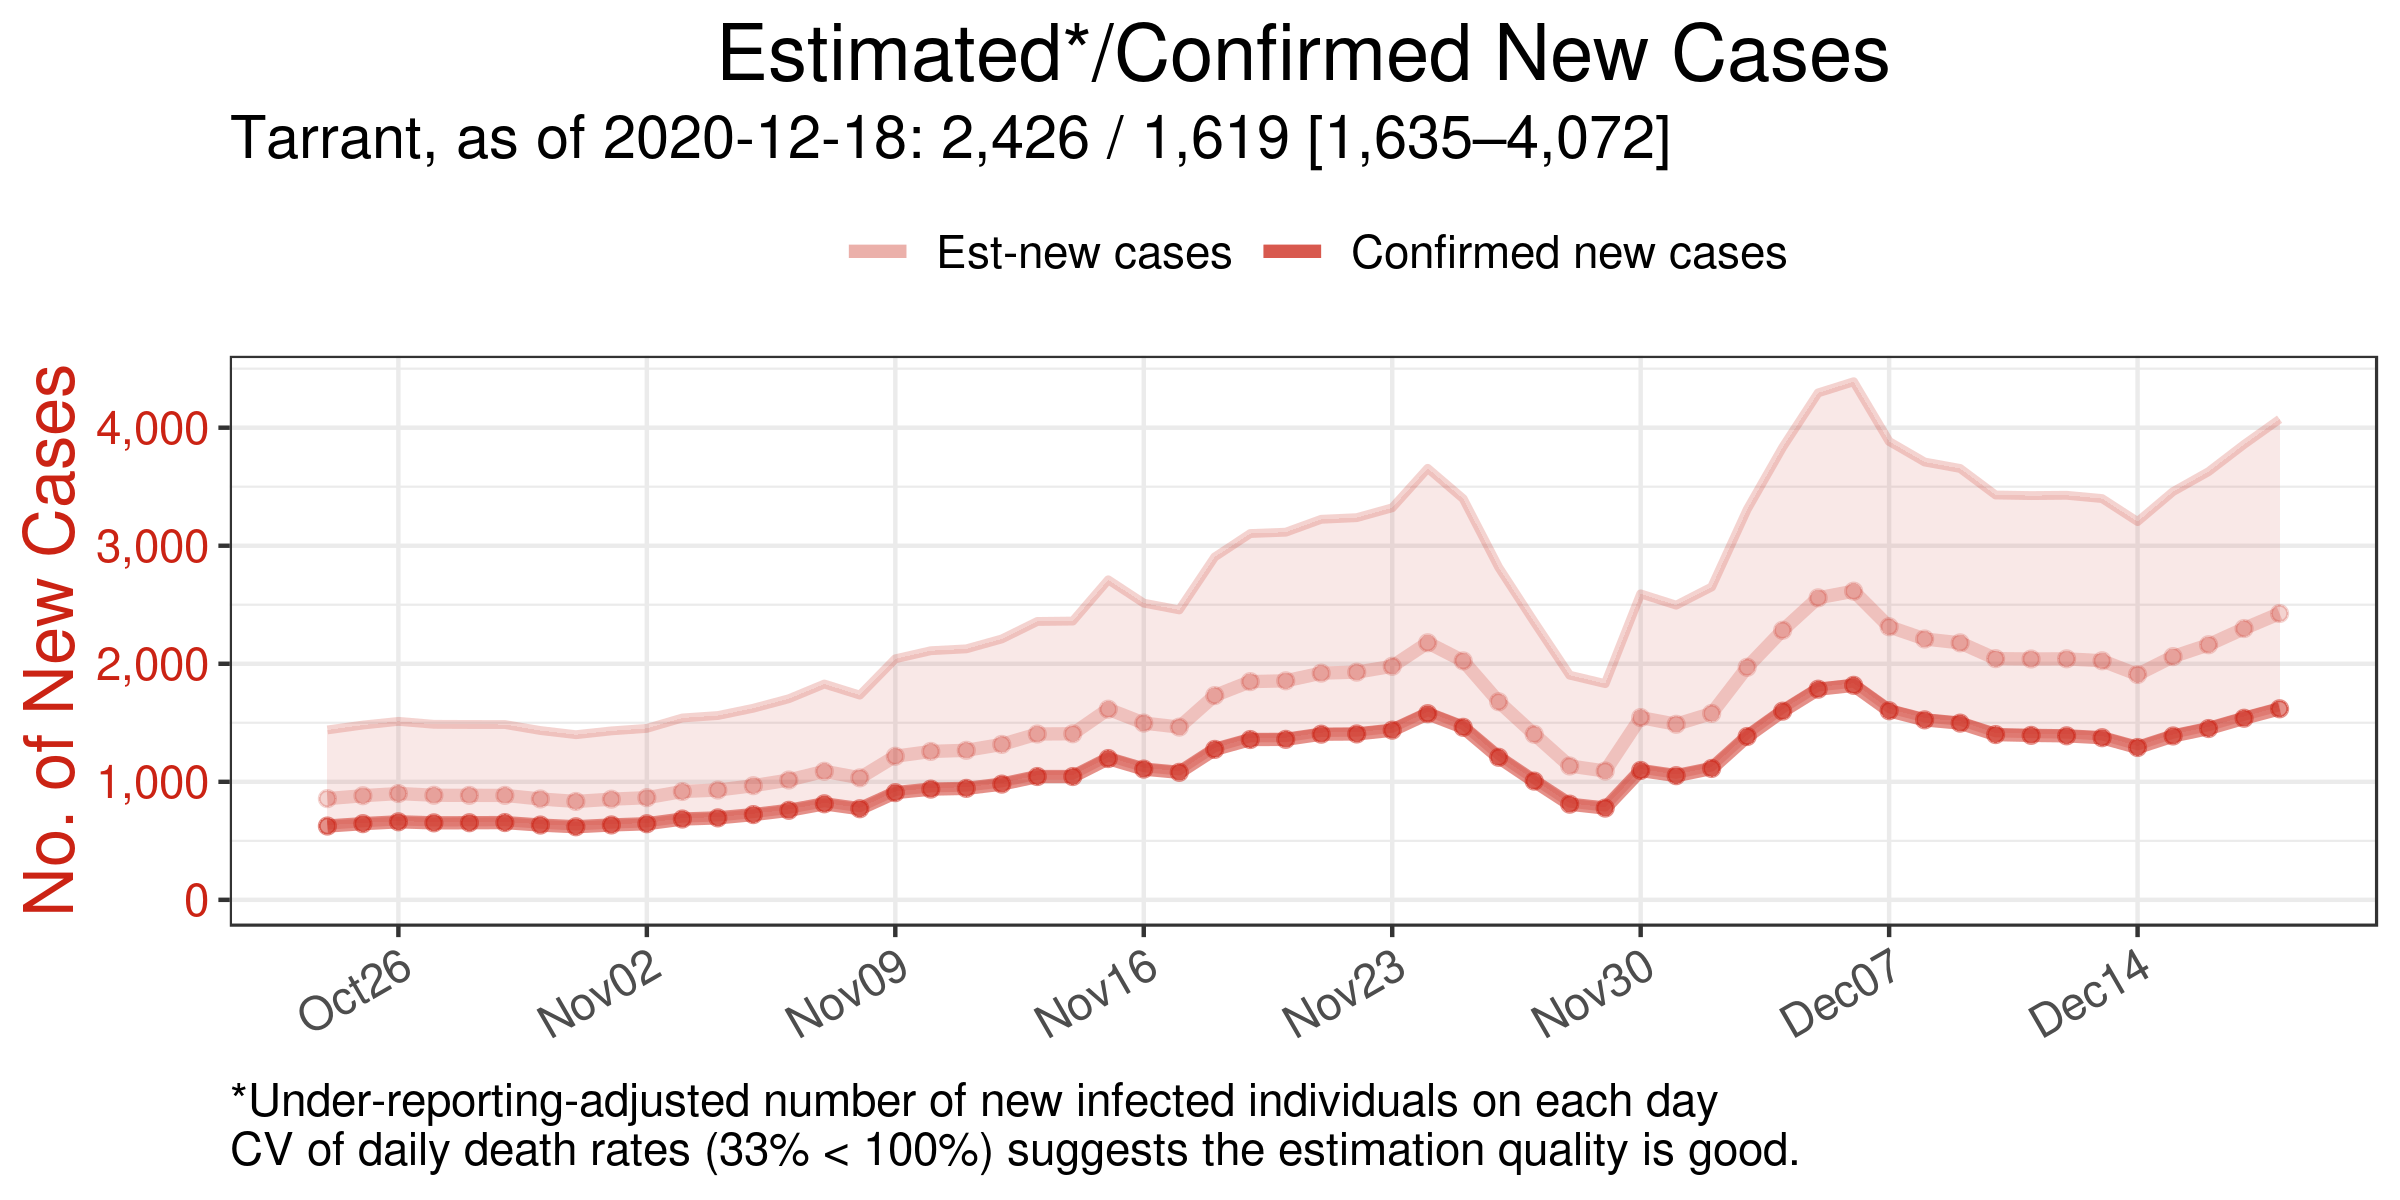 Estimated*/Confirmed New Cases
Tarrant, as of 2020-12-18: 2,426 / 1,619 [1,635–4,072]
Est-new cases
Confirmed new cases
No. of New Cases
4,000
3,000
2,000
1,000
0
Oct26
Nov02
Nov09
Nov16
Nov23
Nov30
Dec07
Dec14
*Under-reporting-adjusted number of new infected individuals on each day
CV of daily death rates (33% < 100%) suggests the estimation quality is good.